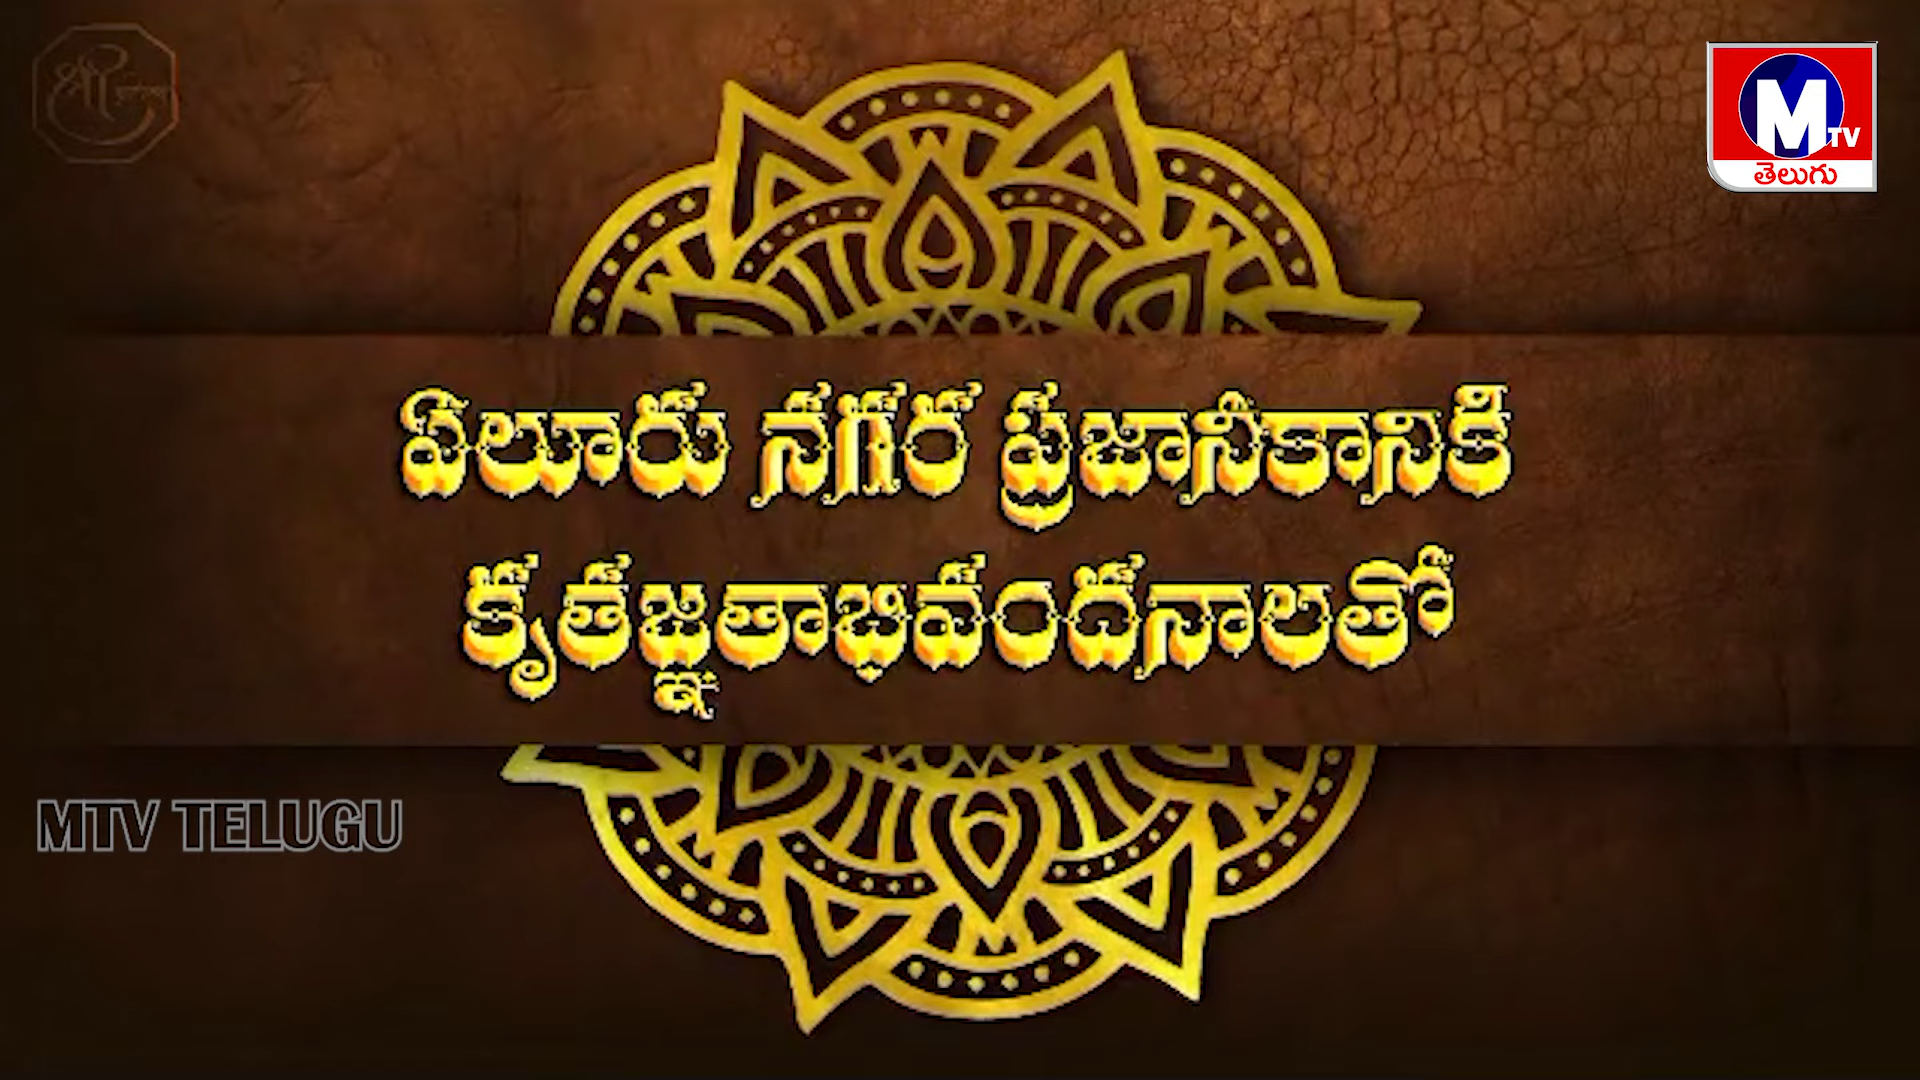 M TV
తెలుగు
ఏలూరు నగర ప్రజానీకానికి
కృతజ్ఞతాభివందనాలతో
MTV TELUGU